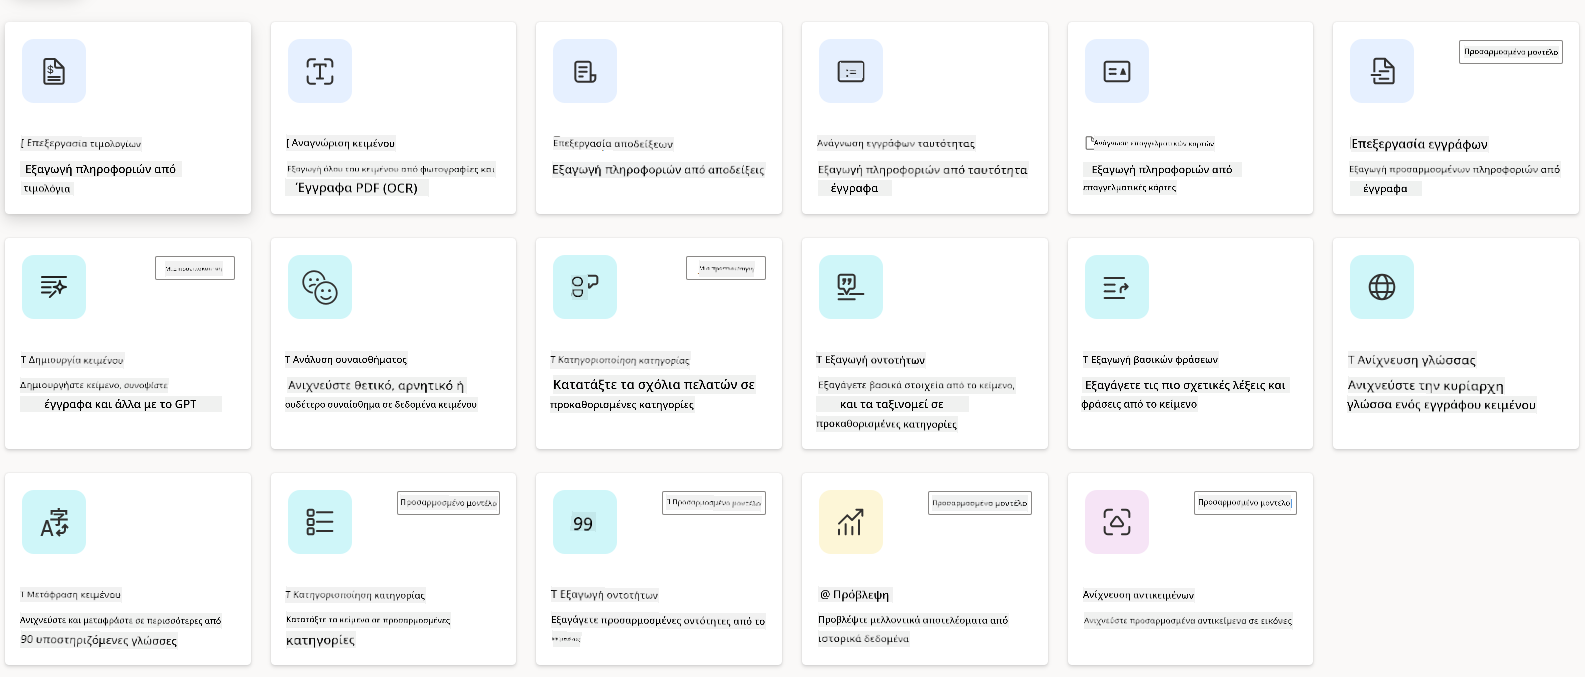 Προσαρμοσμένο μοντέλο
[ Επεξεργασία τιμολογίων
Εξαγωγή πληροφοριών από
τιμολόγια
[ Αναγνώριση κειμένου
Εξαγωγή όλου του κειμένου από φωτογραφίες και
Έγγραφα PDF (OCR)
Επεξεργασία αποδείξεων
Εξαγωγή πληροφοριών από αποδείξεις
Ανάγνωση εγγράφων ταυτότητας
Εξαγωγή πληροφοριών από ταυτότητα
έγγραφα
Ανάγνωση επαγγελματικών καρτών
Εξαγωγή πληροφοριών από
επαγγελματικές κάρτες
Επεξεργασία εγγράφων
Εξαγωγή προσαρμοσμένων πληροφοριών από
έγγραφα
T Δημιουργία κειμένου
Δημιουργήστε κείμενο, συνοψίστε
έγγραφα και άλλα με το GPT
T Ανάλυση συναισθήματος
Ανιχνεύστε θετικό, αρνητικό ή
ουδέτερο συναίσθημα σε δεδομένα κειμένου
T Κατηγοριοποίηση κατηγορίας
Κατατάξτε τα σχόλια πελατών σε
προκαθορισμένες κατηγορίες
T Εξαγωγή οντοτήτων
Εξαγάγετε βασικά στοιχεία από το κείμενο,
και τα ταξινομεί σε
προκαθορισμένες κατηγορίες
T Εξαγωγή βασικών φράσεων
Εξαγάγετε τις πιο σχετικές λέξεις και
φράσεις από το κείμενο
T Ανίχνευση γλώσσας
Ανιχνεύστε την κυρίαρχη
γλώσσα ενός εγγράφου κειμένου
Προσαρμοσμένο μοντέλο
Προσαρμοσμένο μοντέλο
Προσαρμοσμένο μοντέλο
Προσαρμοσμένο μοντέλο
99
T Μετάφραση κειμένου
Ανιχνεύστε και μεταφράστε σε περισσότερες από
90 υποστηριζόμενες γλώσσες
T Κατηγοριοποίηση κατηγορίας
Κατατάξτε τα κείμενα σε προσαρμοσμένες
κατηγορίες
T Εξαγωγή οντοτήτων
Εξαγάγετε προσαρμοσμένες οντότητες από το
@ Πρόβλεψη
Προβλέψτε μελλοντικά αποτελέσματα από
ιστορικά δεδομένα
Ανίχνευση αντικειμένων
Ανιχνεύστε προσαρμοσμένα αντικείμενα σε εικόνες